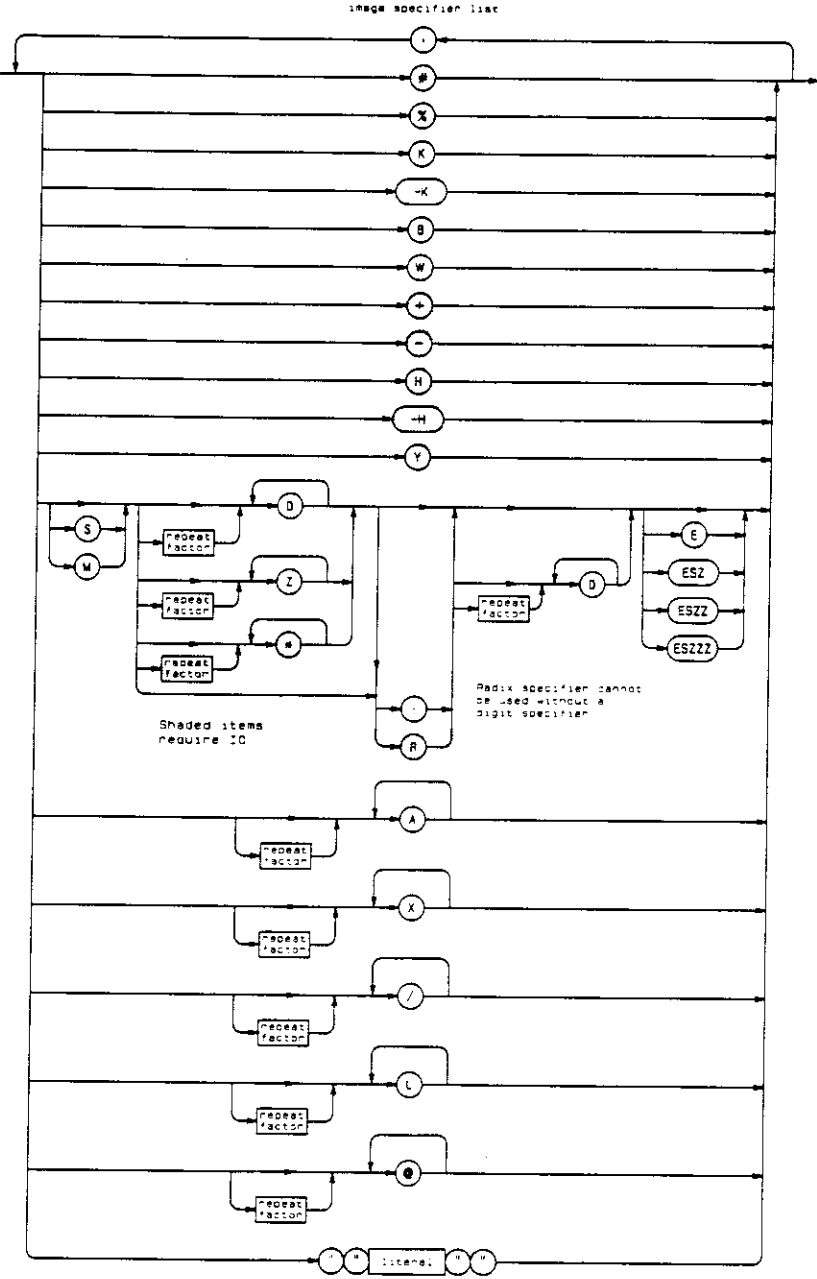 image specifier list
,
#
%
K
-K
B
W
+
-
H
-H
Y
D
S
repeat factor
E
M
Z
D
ESZ
repeat factor
repeat factor
ESZZ
*
ESZZZ
repeat factor
Radix specifier cannot
be used without a
digit specifier
.
Shaded items
require IO
R
A
repeat factor
X
repeat factor
/
repeat factor
L
repeat factor
@
repeat factor
" " literal " "